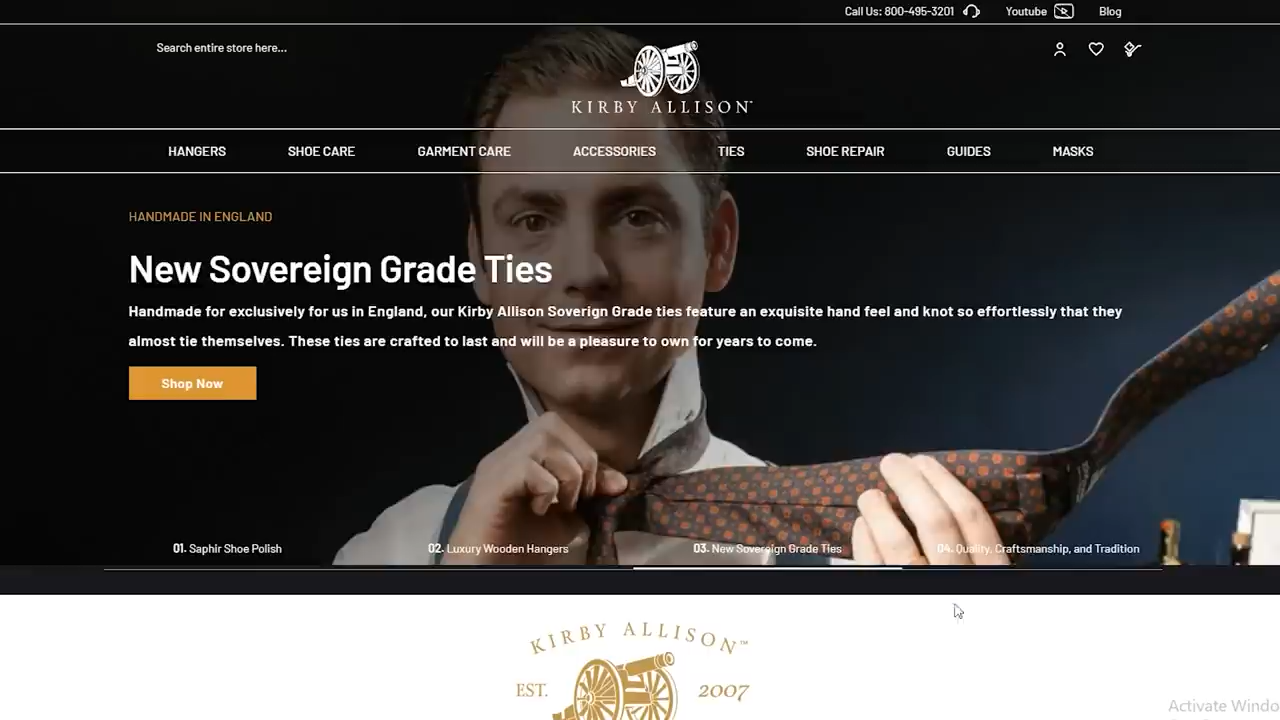 Call Us: 800-495-3201 Youtube Blog
Search entire store here...
KIRBY ALLISON
HANGERS SHOE CARE GARMENT CARE ACCESSORIES TIES SHOE REPAIR GUIDES MASKS
HANDMADE IN ENGLAND
New Sovereign Grade Ties
Handmade for exclusively for us in England, our Kirby Allison Soverign Grade ties feature an exquisite hand feel and knot so effortlessly that they
almost tie themselves. These ties are crafted to last and will be a pleasure to own for years to come.
Shop Now
01. Saphir Shoe Polish 02. Luxury Wooden Hangers 03. New Sovereign Grade Ties 04. Quality, Craftsmanship, and Tradition
KIRBY ALLISON™
EST. 2007
Activate Windo